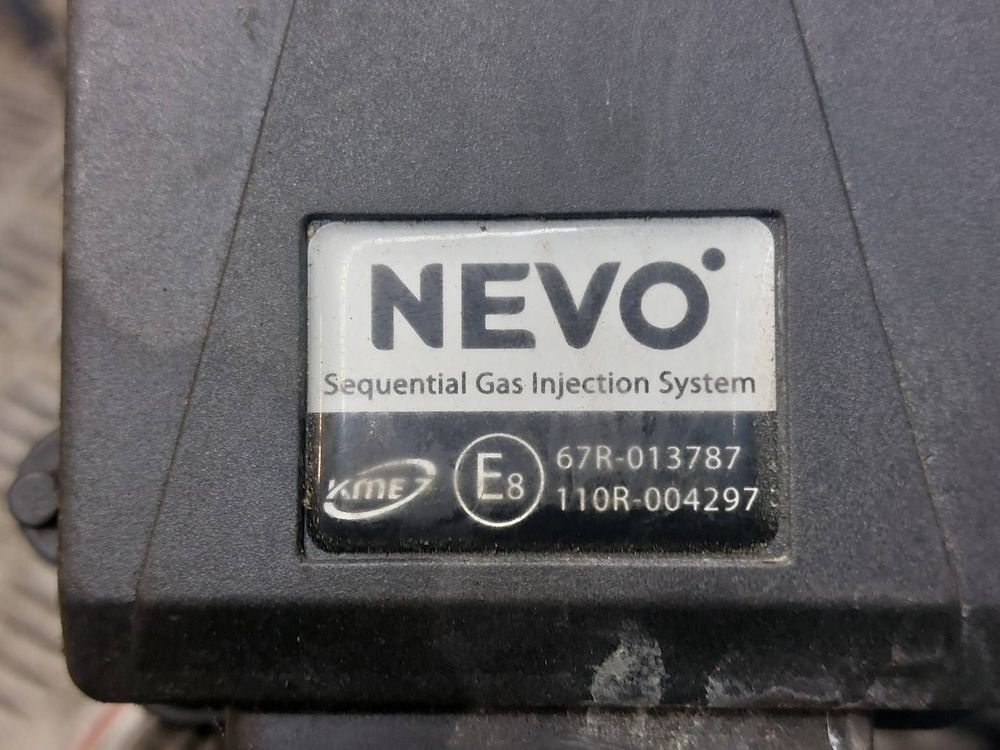 NEVO
Sequential Gas Injection System
KME
E8
67R-013787
110R-004297